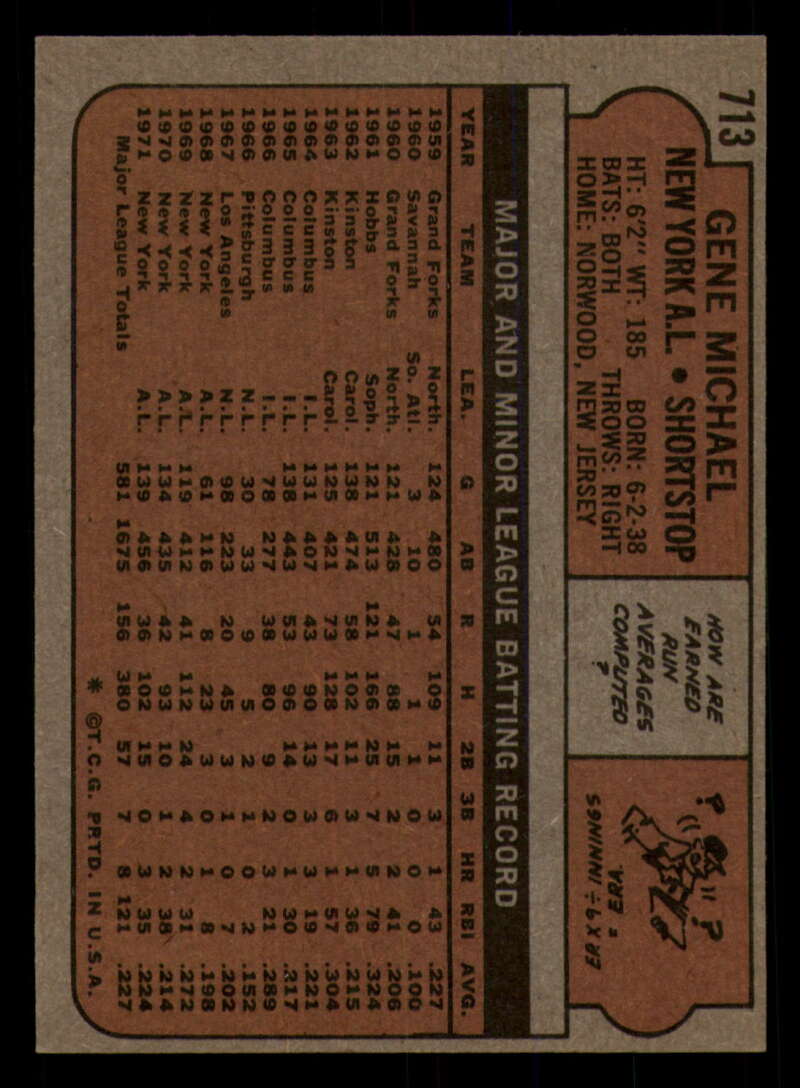 713
GENE MICHAEL
NEW YORK A.L. • SHORTSTOP
HT: 6'2" WT: 185 BORN: 6-2-38
BATS: BOTH THROWS: RIGHT
HOME: NORWOOD, NEW JERSEY
HOW ARE
EARNED
RUN
AVERAGES
COMPUTED
?
? ?
ER X 9 ÷ INNINGS
= ERA.
MAJOR AND MINOR LEAGUE BATTING RECORD
YEAR TEAM LEA. G AB R H 2B 3B HR RBI AVG.
1959 Grand Forks North. 124 480 54 109 11 3 1 43 .227
1960 Savannah So. Atl. 3 10 1 1 1 0 0 0 .100
1960 Grand Forks North. 121 428 47 88 15 2 2 41 .206
1961 Hobbs Soph. 121 513 121 166 25 7 5 79 .324
1962 Kinston Carol. 138 474 58 102 11 3 1 36 .215
1963 Kinston Carol. 125 421 73 128 17 6 1 57 .304
1964 Columbus I.L. 131 407 43 90 13 3 3 19 .221
1965 Columbus I.L. 138 443 53 96 14 0 1 30 .217
1966 Columbus I.L. 78 277 38 80 9 2 3 21 .289
1966 Pittsburgh N.L. 30 33 9 5 2 1 0 2 .152
1967 Los Angeles N.L. 98 223 20 45 3 1 0 7 .202
1968 New York A.L. 61 116 8 23 3 0 1 8 .198
1969 New York A.L. 119 412 41 112 24 4 2 31 .272
1970 New York A.L. 134 435 42 93 10 1 2 38 .214
1971 New York A.L. 139 456 36 102 15 0 3 35 .224
Major League Totals 581 1675 156 380 57 7 8 121 .227
* ©T.C.G. PRTD. IN U.S.A.